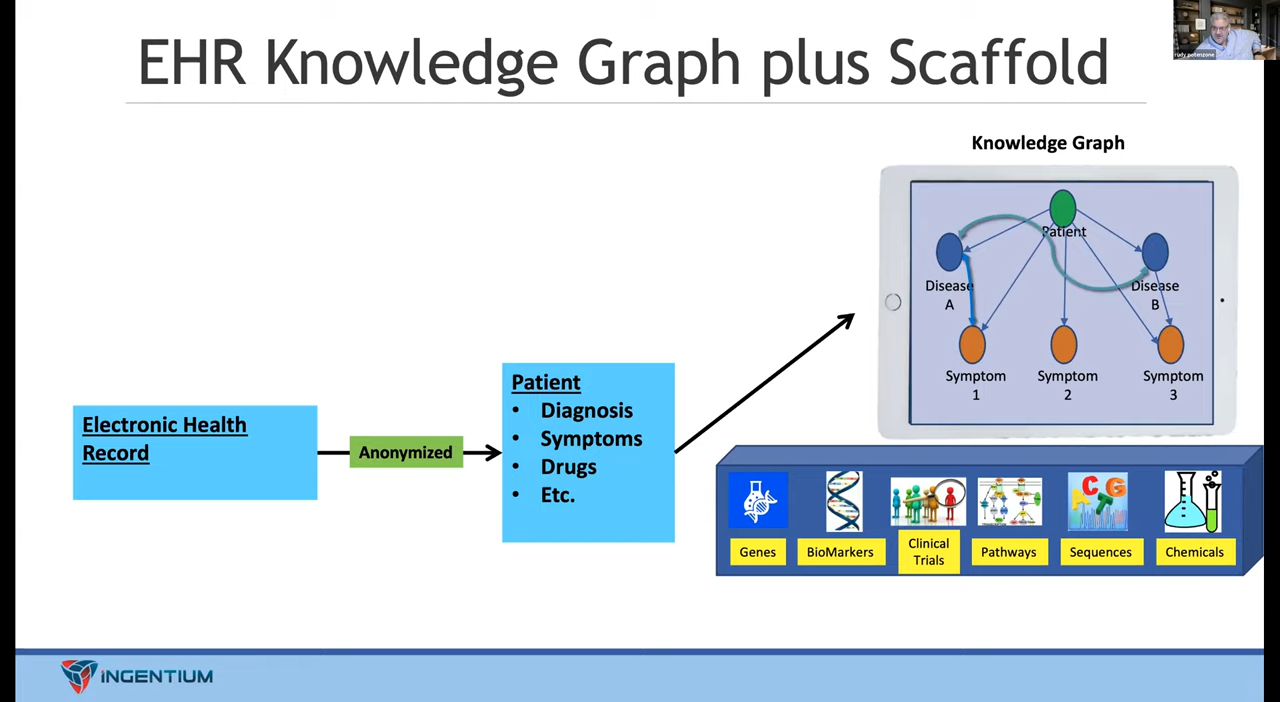 EHR Knowledge Graph plus Scaffold
Knowledge Graph
Patient
Disease
A
Disease
B
Symptom
1
Symptom
2
Symptom
3
Electronic Health
Record
Anonymized
Patient
• Diagnosis
• Symptoms
• Drugs
• Etc.
A C T G
Genes
BioMarkers
Clinical
Trials
Pathways
Sequences
Chemicals
INGENTIUM